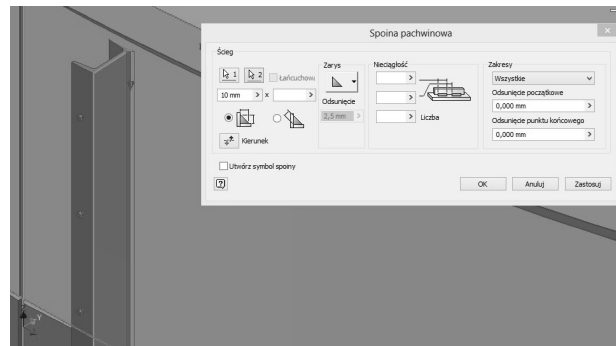 Spoina pachwinowa
Ścieg
1 2 Łańcuchowi
10 mm x
Kierunek
Zarys
Odsunięcie
2,5 mm
Nieciągłość
Liczba
Zakresy
Wszystkie
Odsunięcie początkowe
0,000 mm
Odsunięcie punktu końcowego
0,000 mm
Utwórz symbol spoiny
OK Anuluj Zastosuj
Y